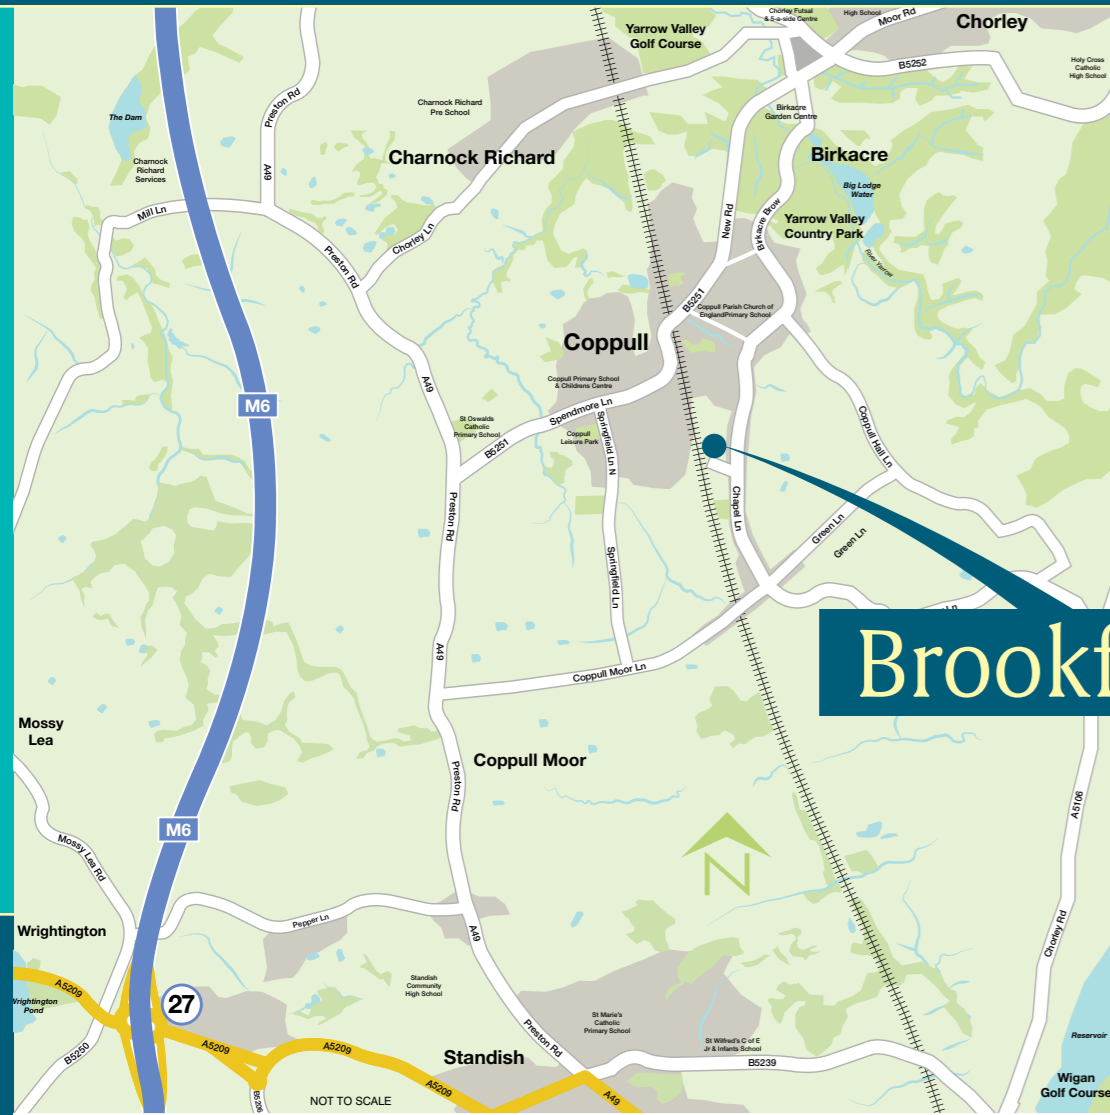 Chorley Futsal
& 5-a-side Centre
High School
Moor Rd
Chorley
Yarrow Valley
Golf Course
B5252
Holy Cross
Catholic
High School
Preston Rd
The Dam
Charnock Richard
Pre School
Birkacre
Garden Centre
Charnock
Richard
Services
A49
Charnock Richard
Birkacre
Big Lodge
Water
Mill Ln
Chorley Ln
New Rd
Birkacre Brow
Yarrow Valley
Country Park
Preston Rd
River Yarrow
B5251
Coppull Parish Church of
EnglandPrimary School
Coppull
A49
Coppull Primary School
& Childrens Centre
M6
Spendmore Ln
St Oswalds
Catholic
Primary School
Coppull
Leisure Park
B5251
Springfield Ln N
Coppull Hall Ln
Preston Rd
Chapel Ln
Green Ln
Green Ln
Springfield Ln
Ln
A49
Brookf
Coppull Moor Ln
Mossy
Lea
Coppull Moor
Preston Rd
A5106
M6
Mossy Lea Rd
N
Pepper Ln
Wrightington
A49
Chorley Rd
A5209
Standish
Community
High School
27
Wrightington
Pond
St Marie's
Catholic
Primary School
Preston Rd
St Wilfred's C of E
Jr & Infants School
Reservoir
B5250
A5209
A5209
Standish
B5239
Wigan
Golf Course
A5209
B5206
NOT TO SCALE
A49